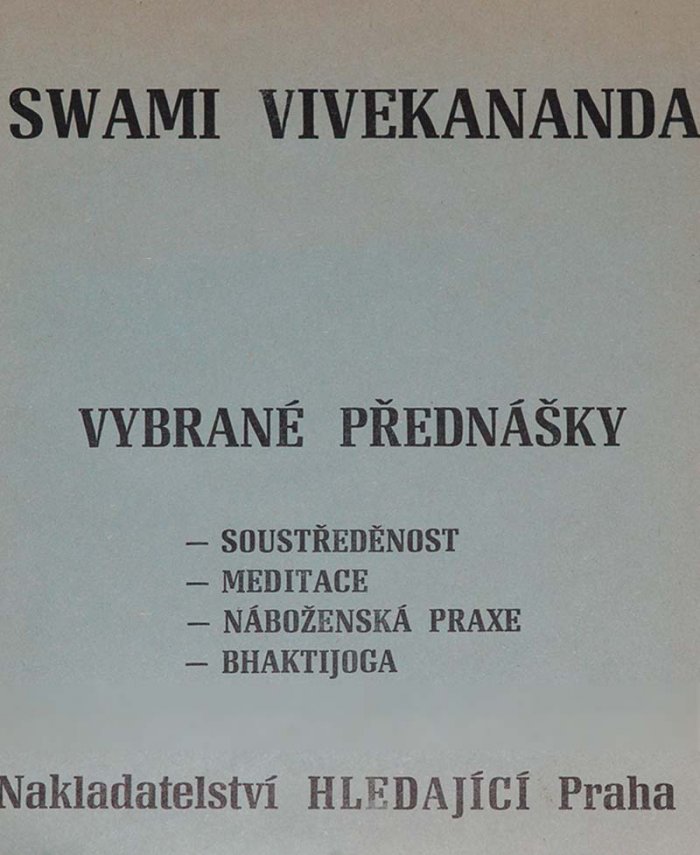 SWAMI VIVEKANANDA
VYBRANÉ PŘEDNÁŠKY
– SOUSTŘEDĚNOST
– MEDITACE
– NÁBOŽENSKÁ PRAXE
– BHAKTIJOGA
Nakladatelství HLEDAJÍCÍ Praha